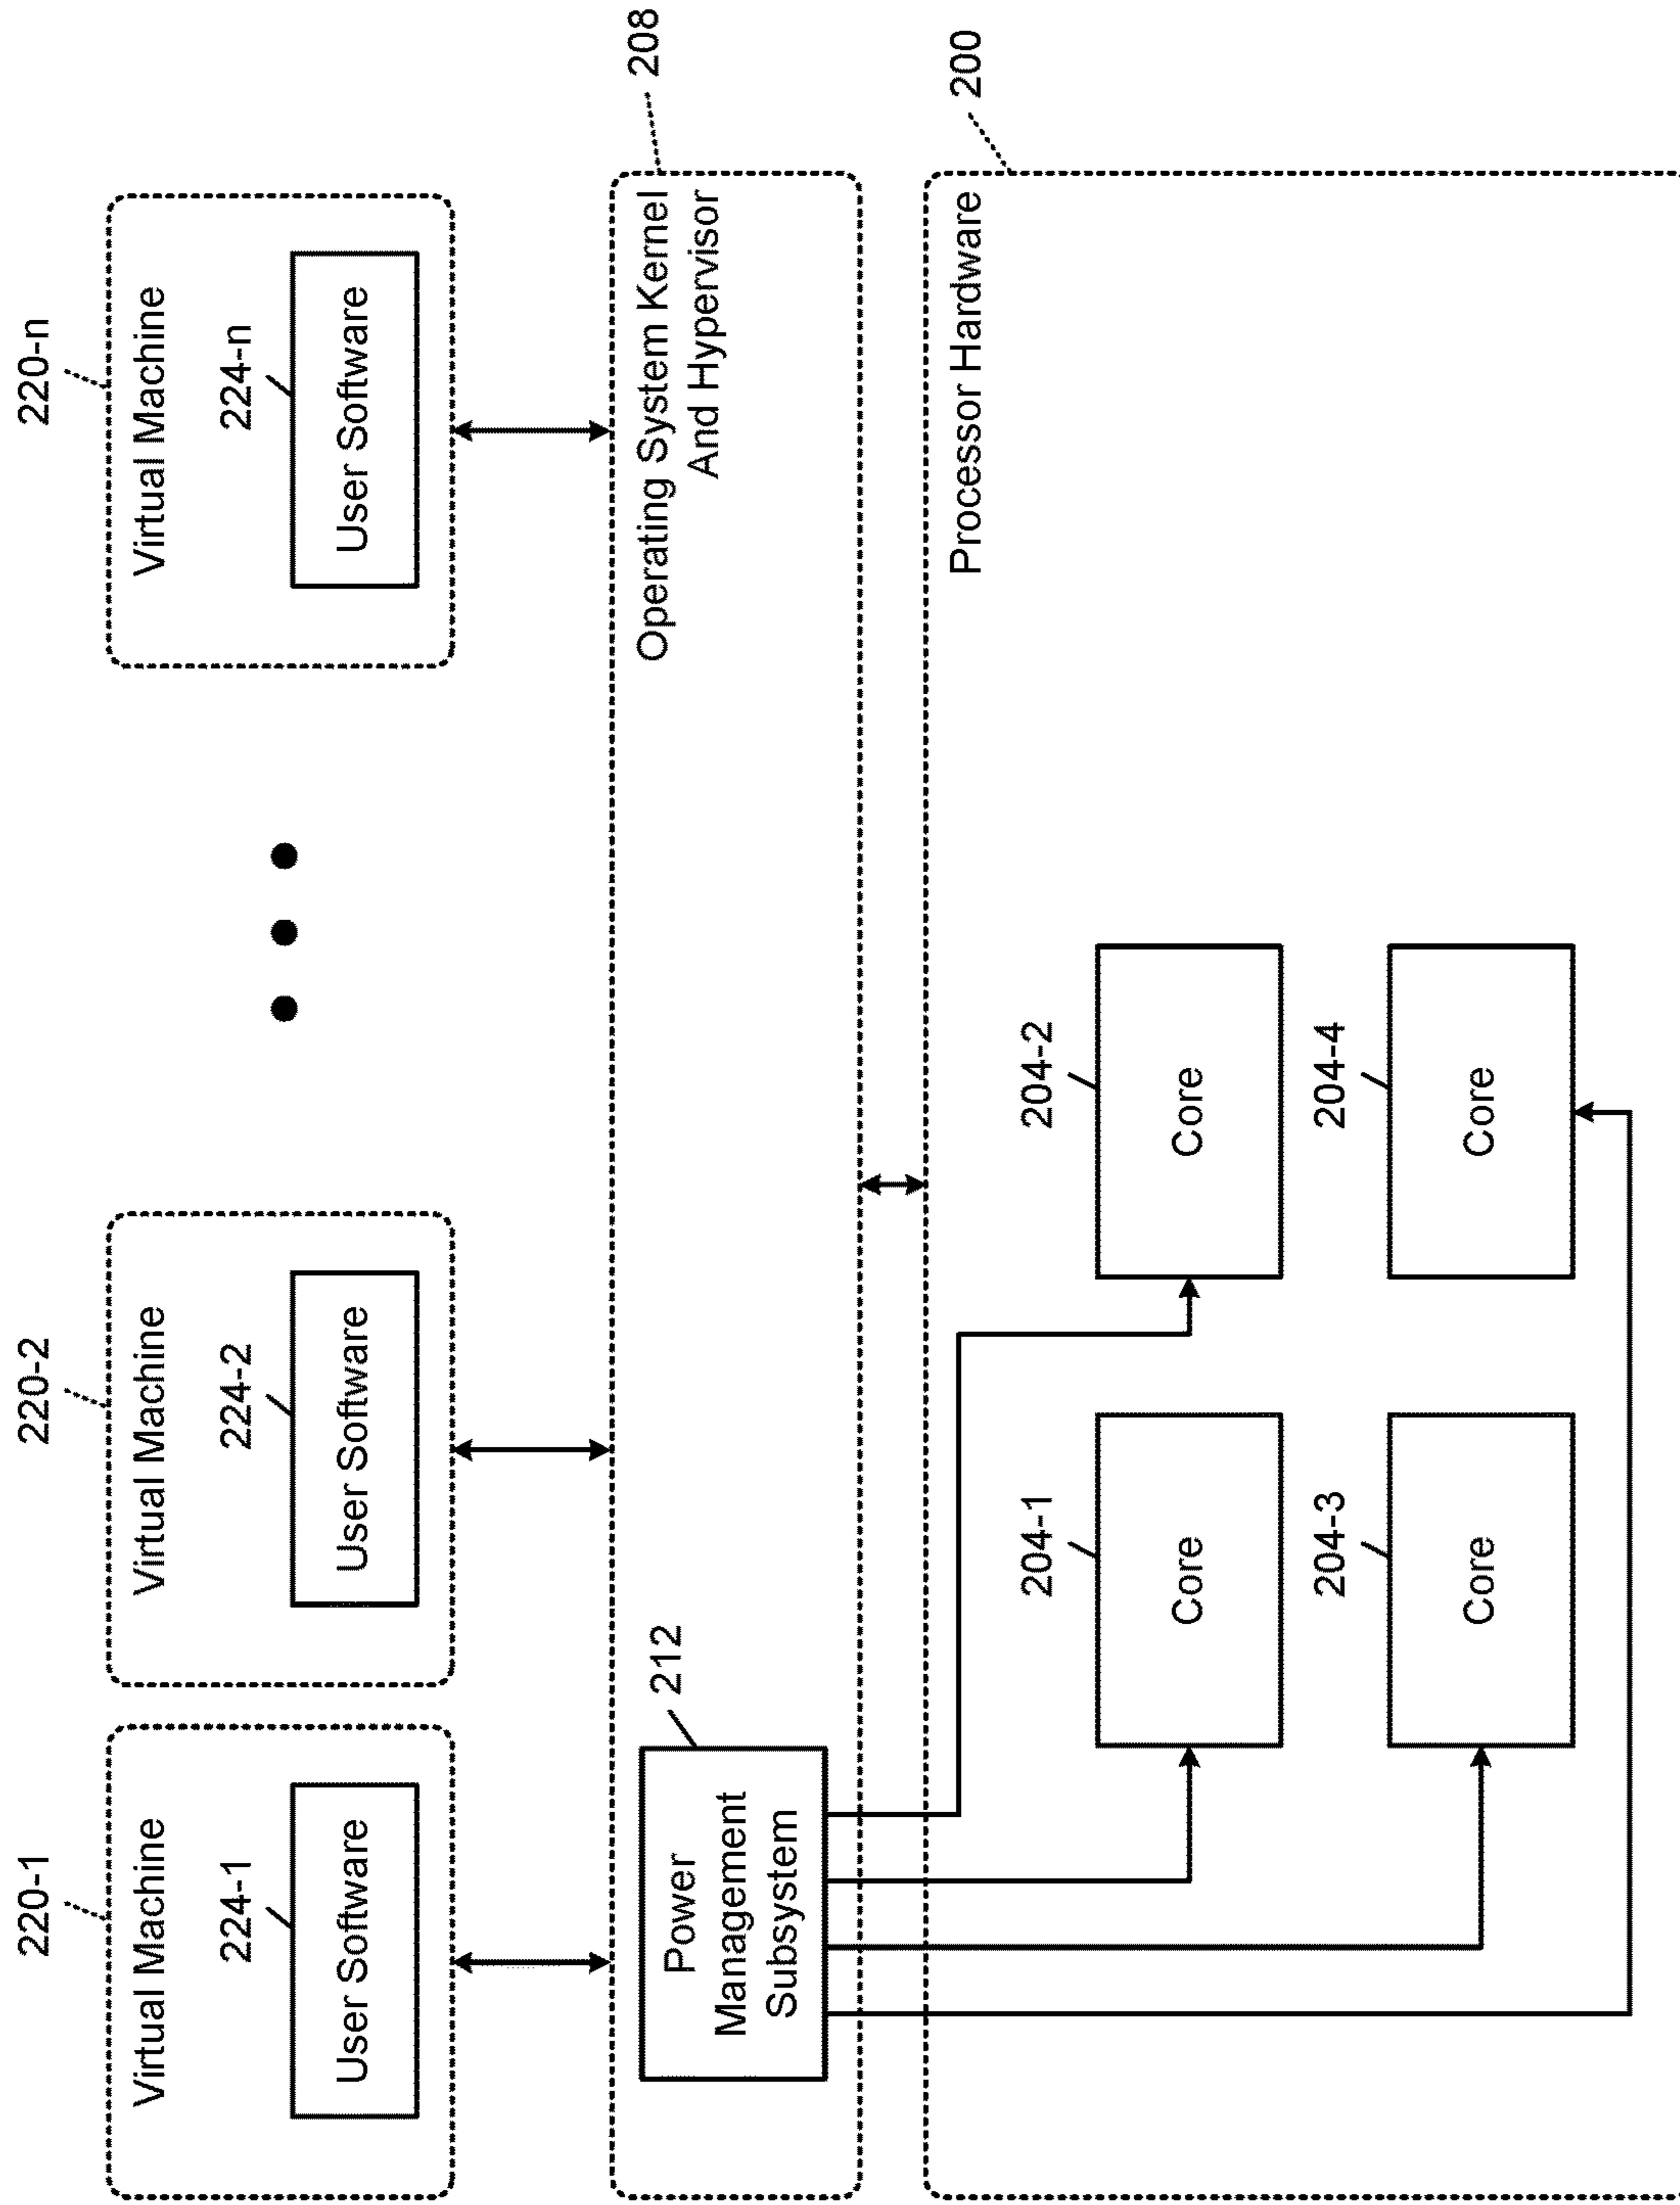 220-1
220-2
220-n
Virtual Machine
Virtual Machine
Virtual Machine
224-1
224-2
224-n
User Software
User Software
User Software
208
Operating System Kernel
And Hypervisor
212
Power
Management
Subsystem
200
Processor Hardware
204-1
204-2
Core
Core
204-3
204-4
Core
Core